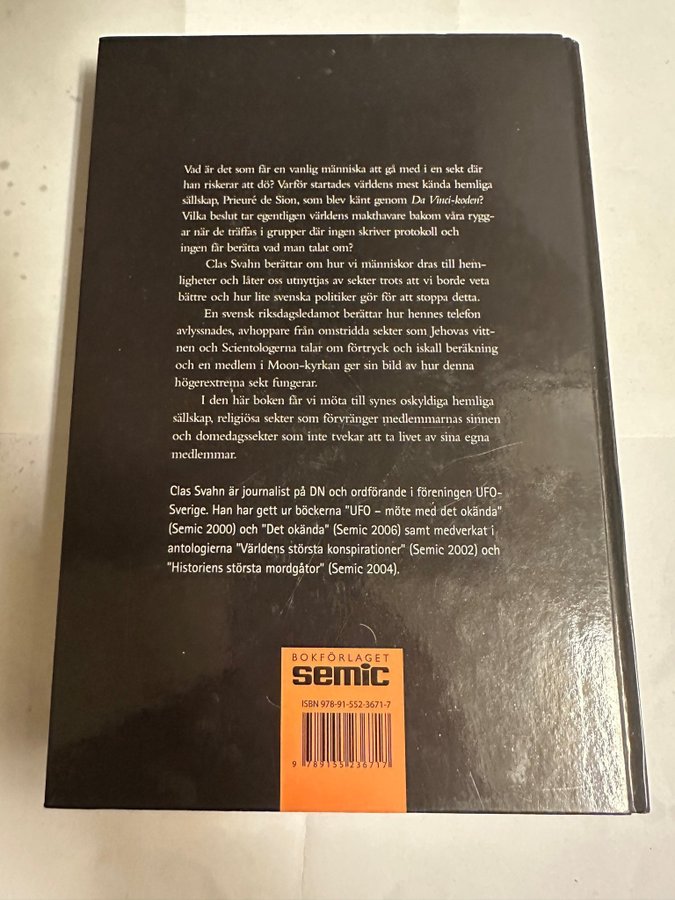 Vad är det som får en vanlig människa att gå med i en sekt där
han riskerar att dö? Varför startades världens mest kända hemliga
sällskap, Prieuré de Sion, som blev känt genom Da Vinci-koden?
Vilka beslut tar egentligen världens makthavare bakom våra rygg-
ar när de träffas i grupper där ingen skriver protokoll och
ingen får berätta vad man talat om?
Clas Svahn berättar om hur vi människor dras till hem-
ligheter och låter oss utnyttjas av sekter trots att vi borde veta
bättre och hur lite svenska politiker gör för att stoppa detta.
En svensk riksdagsledamot berättar hur hennes telefon
avlyssnades, avhoppare från omstridda sekter som Jehovas vitt-
nen och Scientologerna talar om förtryck och iskall beräkning
och en medlem i Moon-kyrkan ger sin bild av hur denna
högerextrema sekt fungerar.
I den här boken får vi möta till synes oskyldiga hemliga
sällskap, religiösa sekter som förvränger medlemmarnas sinnen
och domedagssekter som inte tvekar att ta livet av sina egna
medlemmar.
Clas Svahn är journalist på DN och ordförande i föreningen UFO-
Sverige. Han har gett ur böckerna "UFO – möte med det okända"
(Semic 2000) och "Det okända" (Semic 2006) samt medverkat i
antologierna "Världens största konspirationer" (Semic 2002) och
"Historiens största mordgåtor" (Semic 2004).
BOKFÖRLAGET
semic
ISBN 978-91-552-3671-7
9 789155 236717